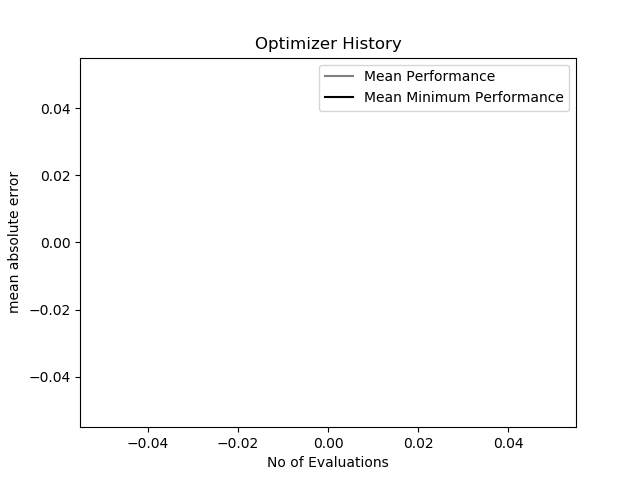 Optimizer History
Mean Performance
Mean Minimum Performance
0.04
0.02
0.00
−0.02
−0.04
mean absolute error
−0.04
−0.02
0.00
0.02
0.04
No of Evaluations